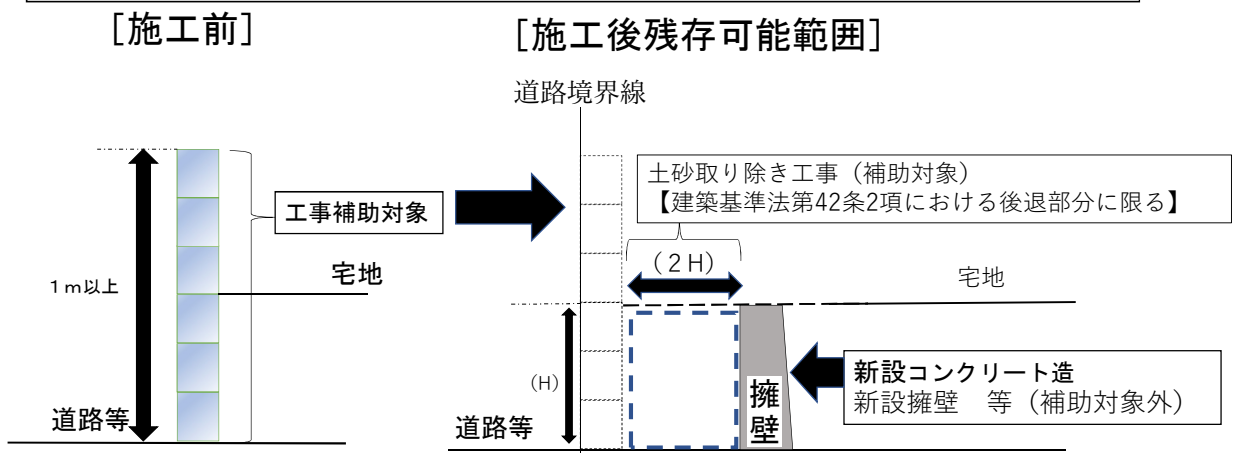 [施工前]
[施工後残存可能範囲]
道路境界線
土砂取り除き工事（補助対象）
【建築基準法第42条2項における後退部分に限る】
工事補助対象
（２H）
宅地
宅地
１ｍ以上
(H)
新設コンクリート造
新設擁壁　等（補助対象外）
擁壁
道路等
道路等